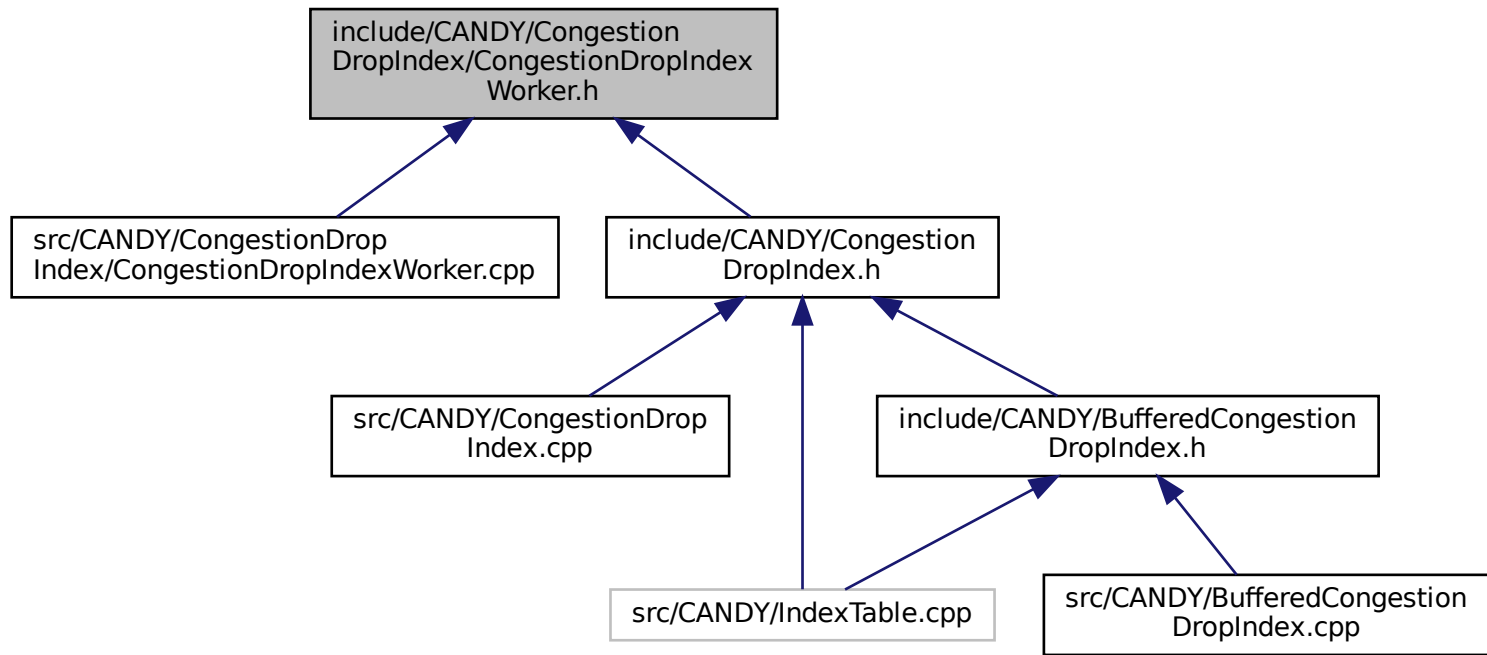 include/CANDY/Congestion
DropIndex/CongestionDropIndex
Worker.h
src/CANDY/CongestionDrop
Index/CongestionDropIndexWorker.cpp
include/CANDY/Congestion
DropIndex.h
src/CANDY/CongestionDrop
Index.cpp
include/CANDY/BufferedCongestion
DropIndex.h
src/CANDY/IndexTable.cpp
src/CANDY/BufferedCongestion
DropIndex.cpp